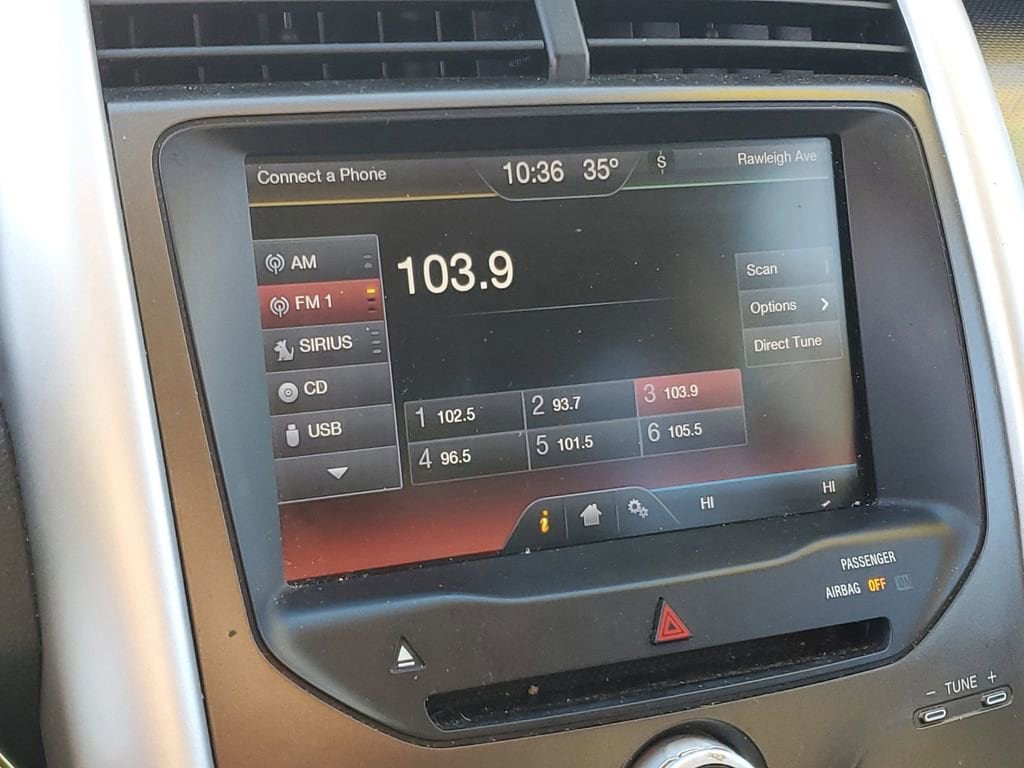 Connect a Phone
10:36 35°
S
Rawleigh Ave
AM
FM 1
SIRIUS
CD
USB
103.9
Scan
Options
Direct Tune
1 102.5
2 93.7
3 103.9
4 96.5
5 101.5
6 105.5
i
HI
HI
PASSENGER
AIRBAG OFF ON
- TUNE +